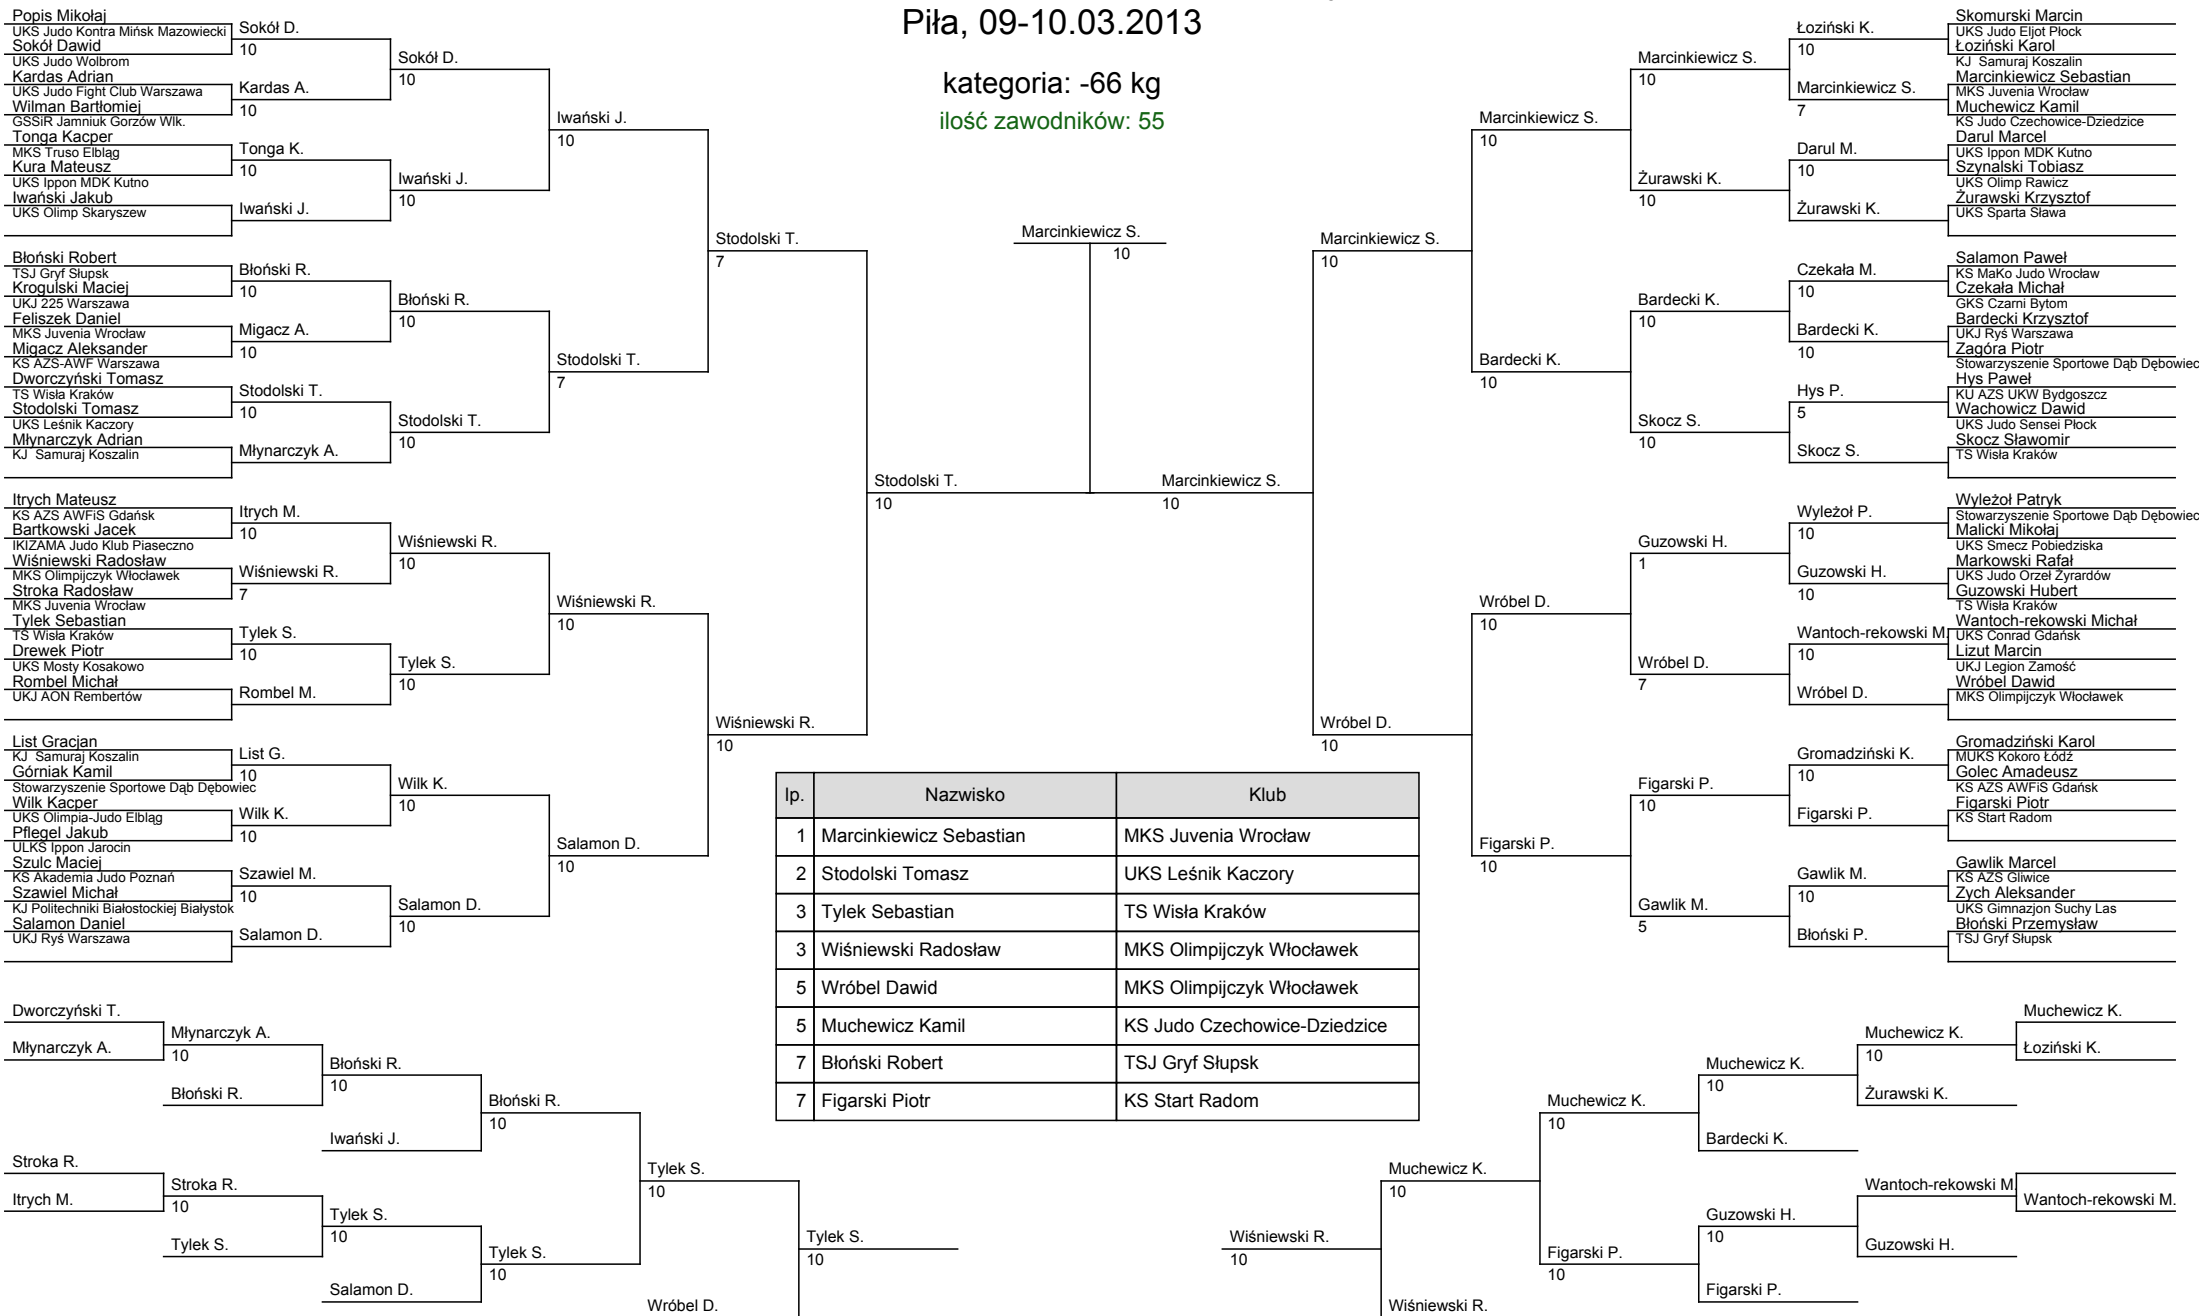 Piła, 09-10.03.2013
kategoria: -66 kg
ilość zawodników: 55
Popis Mikołaj
UKS Judo Kontra Mińsk Mazowiecki
Sokół Dawid
UKS Judo Wolbrom
Kardas Adrian
UKS Judo Fight Club Warszawa
Wilman Bartłomiej
GSSiR Jamniuk Gorzów Wlk.
Tonga Kacper
MKS Truso Elbląg
Kura Mateusz
UKS Ippon MDK Kutno
Iwański Jakub
UKS Olimp Skaryszew
Błoński Robert
TSJ Gryf Słupsk
Krogulski Maciej
UKJ 225 Warszawa
Feliszek Daniel
MKS Juvenia Wrocław
Migacz Aleksander
KS AZS-AWF Warszawa
Dworczyński Tomasz
TS Wisła Kraków
Stodolski Tomasz
UKS Leśnik Kaczory
Młynarczyk Adrian
KJ Samuraj Koszalin
Itrych Mateusz
KS AZS AWFiS Gdańsk
Bartkowski Jacek
IKIZAMA Judo Klub Piaseczno
Wiśniewski Radosław
MKS Olimpijczyk Włocławek
Stroka Radosław
MKS Juvenia Wrocław
Tylek Sebastian
TS Wisła Kraków
Drewek Piotr
UKS Mosty Kosakowo
Rombel Michał
UKJ AON Rembertów
List Gracjan
KJ Samuraj Koszalin
Górniak Kamil
Stowarzyszenie Sportowe Dąb Dębowiec
Wilk Kacper
UKS Olimpia-Judo Elbląg
Pflegel Jakub
ULKS Ippon Jarocin
Szulc Maciej
KS Akademia Judo Poznań
Szawiel Michał
KJ Politechniki Białostockiej Białystok
Salamon Daniel
UKJ Ryś Warszawa
Sokół D.
10
Kardas A.
10
Tonga K.
10
Iwański J.
Błoński R.
10
Migacz A.
10
Stodolski T.
10
Młynarczyk A.
Itrych M.
10
Wiśniewski R.
7
Tylek S.
10
Rombel M.
List G.
10
Wilk K.
10
Szawiel M.
10
Salamon D.
Sokół D.
10
Iwański J.
10
Błoński R.
10
Stodolski T.
10
Wiśniewski R.
10
Tylek S.
10
Wilk K.
10
Salamon D.
10
Iwański J.
10
Stodolski T.
7
Wiśniewski R.
10
Salamon D.
10
Stodolski T.
7
Wiśniewski R.
10
Stodolski T.
10
Marcinkiewicz S.
10
Marcinkiewicz S.
10
Marcinkiewicz S.
10
Wróbel D.
10
Marcinkiewicz S.
10
Bardecki K.
10
Wróbel D.
10
Figarski P.
10
Marcinkiewicz S.
10
Żurawski K.
10
Bardecki K.
10
Skocz S.
10
Guzowski H.
1
Wróbel D.
7
Figarski P.
10
Gawlik M.
5
Łoziński K.
10
Marcinkiewicz S.
7
Darul M.
10
Żurawski K.
Czekała M.
10
Bardecki K.
10
Hys P.
5
Skocz S.
Wyleżoł P.
10
Guzowski H.
10
Wantoch-rekowski M.
10
Wróbel D.
Gromadziński K.
10
Figarski P.
Gawlik M.
10
Błoński P.
Skomurski Marcin
UKS Judo Eljot Płock
Łoziński Karol
KJ Samuraj Koszalin
Marcinkiewicz Sebastian
MKS Juvenia Wrocław
Muchewicz Kamil
KS Judo Czechowice-Dziedzice
Darul Marcel
UKS Ippon MDK Kutno
Szynalski Tobiasz
UKS Olimp Rawicz
Żurawski Krzysztof
UKS Sparta Sława
Salamon Paweł
KS MaKo Judo Wrocław
Czekała Michał
GKS Czarni Bytom
Bardecki Krzysztof
UKJ Ryś Warszawa
Zagóra Piotr
Stowarzyszenie Sportowe Dąb Dębowiec
Hys Paweł
KU AZS UKW Bydgoszcz
Wachowicz Dawid
UKS Judo Sensei Płock
Skocz Sławomir
TS Wisła Kraków
Wyleżoł Patryk
Stowarzyszenie Sportowe Dąb Dębowiec
Malicki Mikołaj
UKS Smecz Pobiedziska
Markowski Rafał
UKS Judo Orzeł Żyrardów
Guzowski Hubert
TS Wisła Kraków
Wantoch-rekowski Michał
UKS Conrad Gdańsk
Lizut Marcin
UKJ Legion Zamość
Wróbel Dawid
MKS Olimpijczyk Włocławek
Gromadziński Karol
MUKS Kokoro Łódź
Golec Amadeusz
KS AZS AWFiS Gdańsk
Figarski Piotr
KS Start Radom
Gawlik Marcel
KS AZS Gliwice
Zych Aleksander
UKS Gimnazjon Suchy Las
Błoński Przemysław
TSJ Gryf Słupsk
lp. Nazwisko Klub
1 Marcinkiewicz Sebastian MKS Juvenia Wrocław
2 Stodolski Tomasz UKS Leśnik Kaczory
3 Tylek Sebastian TS Wisła Kraków
3 Wiśniewski Radosław MKS Olimpijczyk Włocławek
5 Wróbel Dawid MKS Olimpijczyk Włocławek
5 Muchewicz Kamil KS Judo Czechowice-Dziedzice
7 Błoński Robert TSJ Gryf Słupsk
7 Figarski Piotr KS Start Radom
Dworczyński T.
Młynarczyk A.
Stroka R.
Itrych M.
Młynarczyk A.
10
Błoński R.
Stroka R.
10
Tylek S.
Błoński R.
10
Iwański J.
Tylek S.
10
Salamon D.
Błoński R.
10
Tylek S.
10
Tylek S.
10
Wróbel D.
Tylek S.
10
Wiśniewski R.
10
Muchewicz K.
10
Wiśniewski R.
Muchewicz K.
10
Figarski P.
10
Muchewicz K.
10
Bardecki K.
Guzowski H.
10
Figarski P.
Muchewicz K.
10
Żurawski K.
Wantoch-rekowski M.
Guzowski H.
Muchewicz K.
Łoziński K.
Wantoch-rekowski M.